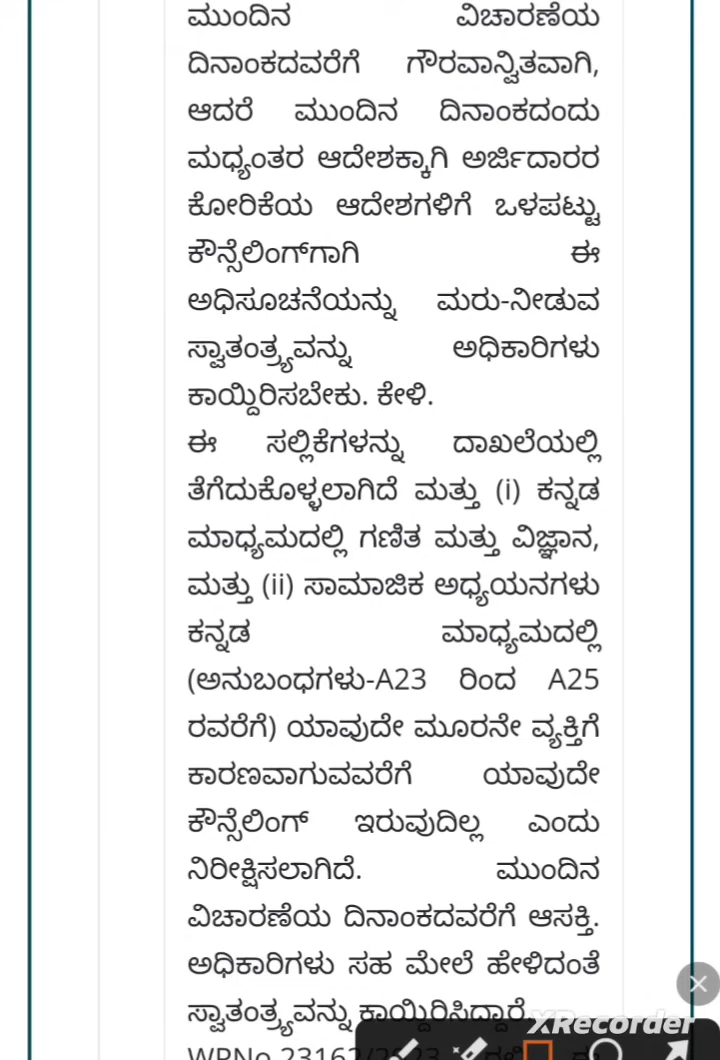 ಮುಂದಿನ ವಿಚಾರಣೆಯ
ದಿನಾಂಕದವರೆಗೆ ಗೌರವಾನ್ವಿತವಾಗಿ,
ಆದರೆ ಮುಂದಿನ ದಿನಾಂಕದಂದು
ಮಧ್ಯಂತರ ಆದೇಶಕ್ಕಾಗಿ ಅರ್ಜಿದಾರರ
ಕೋರಿಕೆಯ ಆದೇಶಗಳಿಗೆ ಒಳಪಟ್ಟು
ಕೌನ್ಸೆಲಿಂಗ್‌ಗಾಗಿ ಈ
ಅಧಿಸೂಚನೆಯನ್ನು ಮರು-ನೀಡುವ
ಸ್ವಾತಂತ್ರ್ಯವನ್ನು ಅಧಿಕಾರಿಗಳು
ಕಾಯ್ದಿರಿಸಬೇಕು. ಕೇಳಿ.
ಈ ಸಲ್ಲಿಕೆಗಳನ್ನು ದಾಖಲೆಯಲ್ಲಿ
ತೆಗೆದುಕೊಳ್ಳಲಾಗಿದೆ ಮತ್ತು (i) ಕನ್ನಡ
ಮಾಧ್ಯಮದಲ್ಲಿ ಗಣಿತ ಮತ್ತು ವಿಜ್ಞಾನ,
ಮತ್ತು (ii) ಸಾಮಾಜಿಕ ಅಧ್ಯಯನಗಳು
ಕನ್ನಡ ಮಾಧ್ಯಮದಲ್ಲಿ
(ಅನುಬಂಧಗಳು-A23 ರಿಂದ A25
ರವರೆಗೆ) ಯಾವುದೇ ಮೂರನೇ ವ್ಯಕ್ತಿಗೆ
ಕಾರಣವಾಗುವವರೆಗೆ ಯಾವುದೇ
ಕೌನ್ಸೆಲಿಂಗ್ ಇರುವುದಿಲ್ಲ ಎಂದು
ನಿರೀಕ್ಷಿಸಲಾಗಿದೆ. ಮುಂದಿನ
ವಿಚಾರಣೆಯ ದಿನಾಂಕದವರೆಗೆ ಆಸಕ್ತಿ.
ಅಧಿಕಾರಿಗಳು ಸಹ ಮೇಲೆ ಹೇಳಿದಂತೆ
ಸ್ವಾತಂತ್ರ್ಯವನ್ನು ಕಾಯ್ದಿರಿಸಿದ್ದಾರೆ
XRecorder